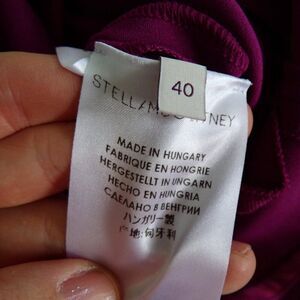 40
STELLA McCARTNEY
MADE IN HUNGARY
FABRIQUE EN HONGRIE
HERGESTELLT IN UNGARN
HECHO EN HUNGRIA
СДЕЛАНО В ВЕНГРИИ
ハンガリー製
产地:匈牙利